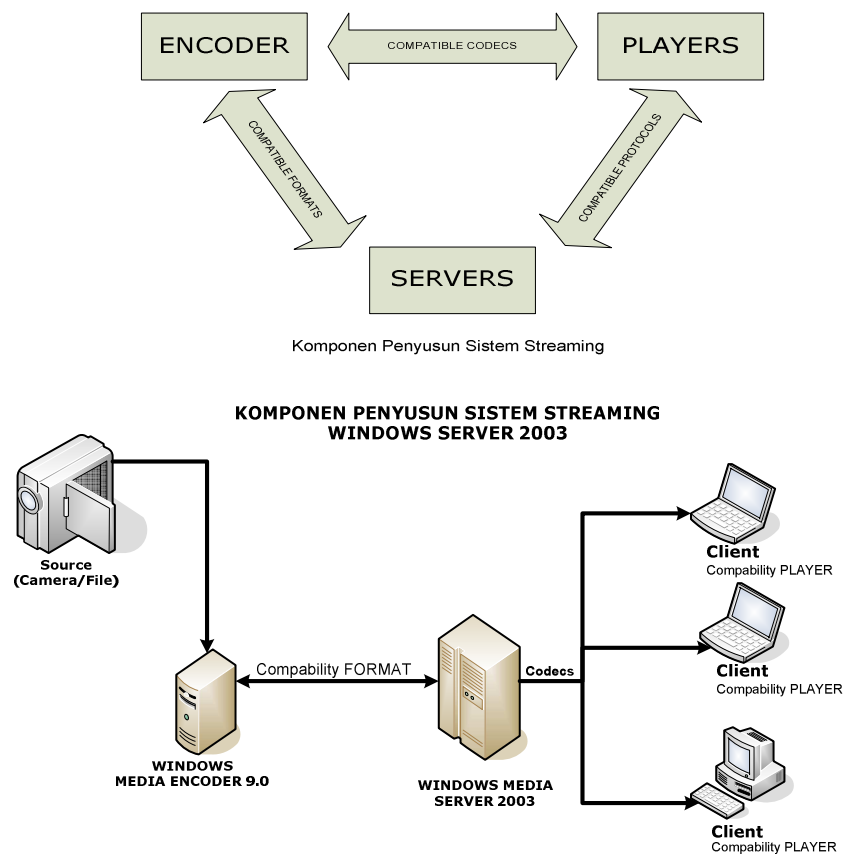 ENCODER
COMPATIBLE CODECS
PLAYERS
COMPATIBLE FORMATS
COMPATIBLE PROTOCOLS
SERVERS
Komponen Penyusun Sistem Streaming
KOMPONEN PENYUSUN SISTEM STREAMING
WINDOWS SERVER 2003
Source
(Camera/File)
Client
Compability PLAYER
Compability FORMAT
Codecs
Client
Compability PLAYER
WINDOWS
MEDIA ENCODER 9.0
WINDOWS MEDIA
SERVER 2003
Client
Compability PLAYER